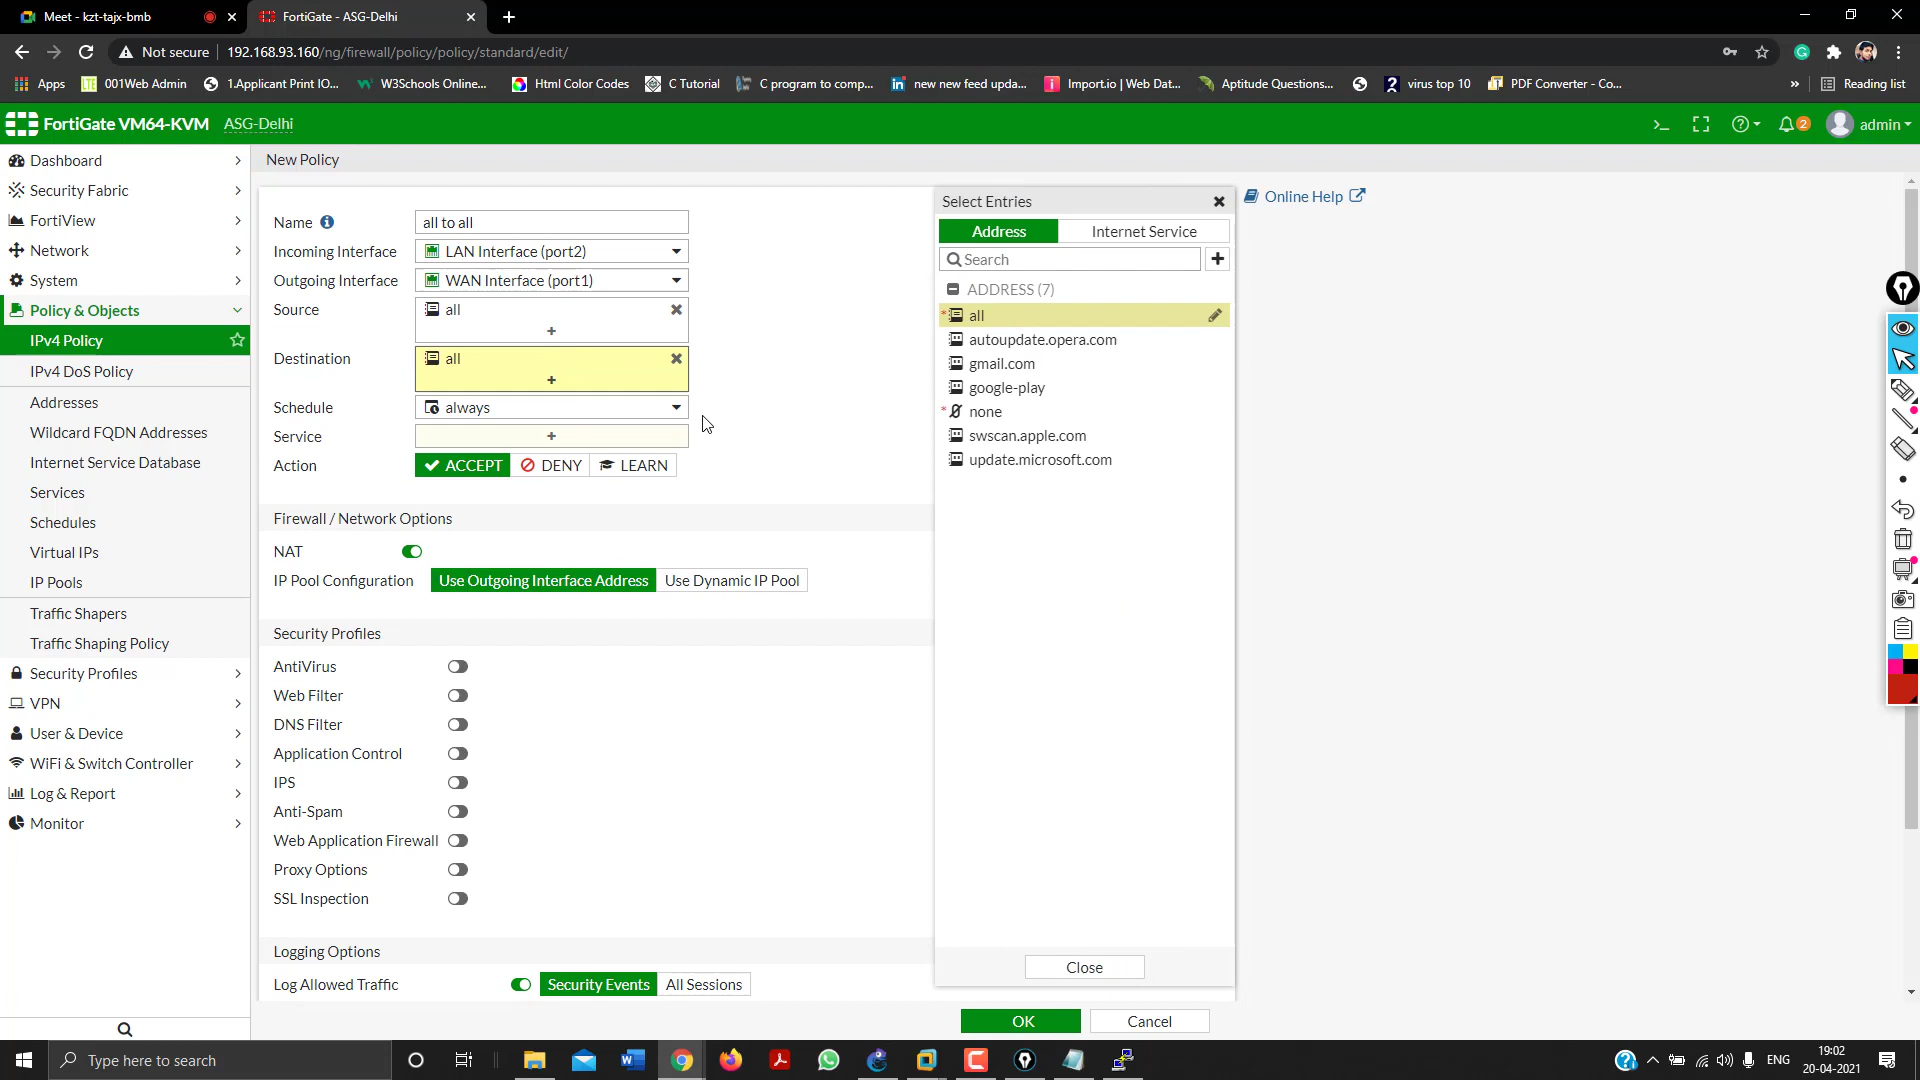 Meet - kzt-tajx-bmb
FortiGate - ASG-Delhi
Not secure
192.168.93.160/ng/firewall/policy/policy/standard/edit/
Apps
001Web Admin
1.Applicant Print IO...
W3Schools Online...
Html Color Codes
C Tutorial
C program to comp...
new new feed upda...
Import.io | Web Dat...
Aptitude Questions...
virus top 10
PDF Converter - Co...
Reading list
FortiGate VM64-KVM
ASG-Delhi
2
admin
Dashboard
Security Fabric
FortiView
Network
System
Policy & Objects
IPv4 Policy
IPv4 DoS Policy
Addresses
Wildcard FQDN Addresses
Internet Service Database
Services
Schedules
Virtual IPs
IP Pools
Traffic Shapers
Traffic Shaping Policy
Security Profiles
VPN
User & Device
WiFi & Switch Controller
Log & Report
Monitor
New Policy
Name
all to all
Incoming Interface
LAN Interface (port2)
Outgoing Interface
WAN Interface (port1)
Source
all
Destination
all
Schedule
always
Service
Action
ACCEPT
DENY
LEARN
Firewall / Network Options
NAT
IP Pool Configuration
Use Outgoing Interface Address
Use Dynamic IP Pool
Security Profiles
AntiVirus
Web Filter
DNS Filter
Application Control
IPS
Anti-Spam
Web Application Firewall
Proxy Options
SSL Inspection
Logging Options
Log Allowed Traffic
Security Events
All Sessions
OK
Cancel
Select Entries
Address
Internet Service
Search
ADDRESS (7)
all
autoupdate.opera.com
gmail.com
google-play
none
swscan.apple.com
update.microsoft.com
Close
Online Help
Type here to search
ENG
19:02
20-04-2021